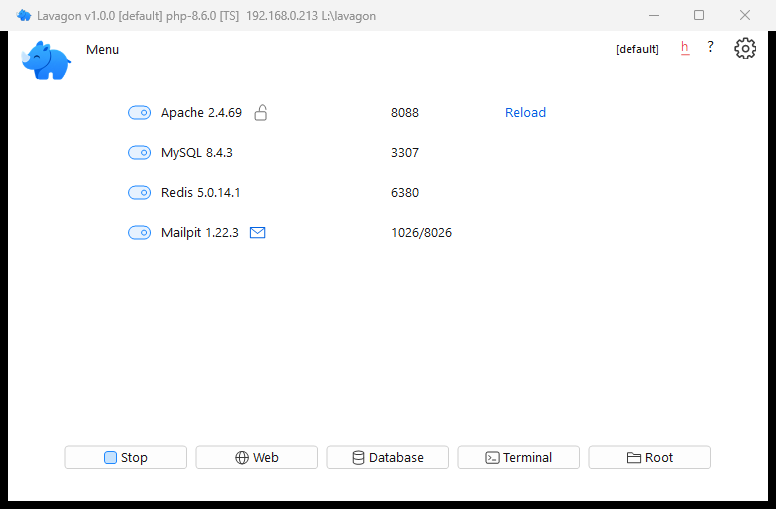 Lavagon v1.0.0 [default] php-8.6.0 [TS] 192.168.0.213 L:\lavagon
Menu [default] h ?
Apache 2.4.69 8088 Reload
MySQL 8.4.3 3307
Redis 5.0.14.1 6380
Mailpit 1.22.3 1026/8026
Stop Web Database Terminal Root